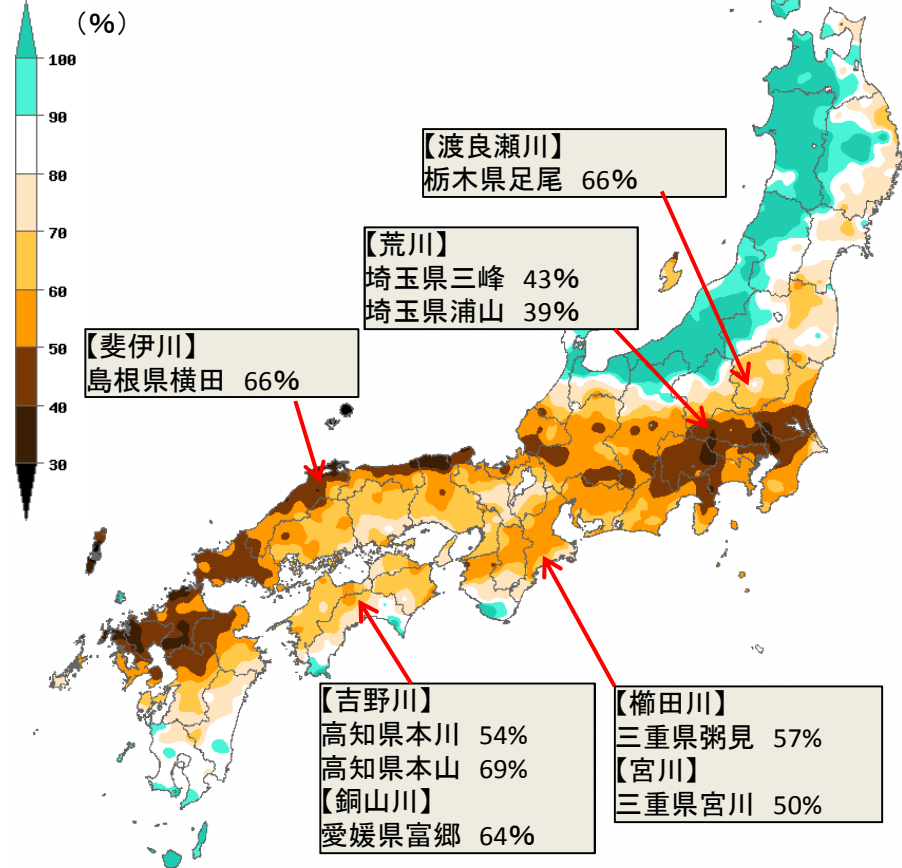 (%)
100
90
80
70
60
50
40
30
【渡良瀬川】
栃木県足尾 66%
【荒川】
埼玉県三峰 43%
埼玉県浦山 39%
【斐伊川】
島根県横田 66%
【吉野川】
高知県本川 54%
高知県本山 69%
【銅山川】
愛媛県富郷 64%
【櫛田川】
三重県粥見 57%
【宮川】
三重県宮川 50%